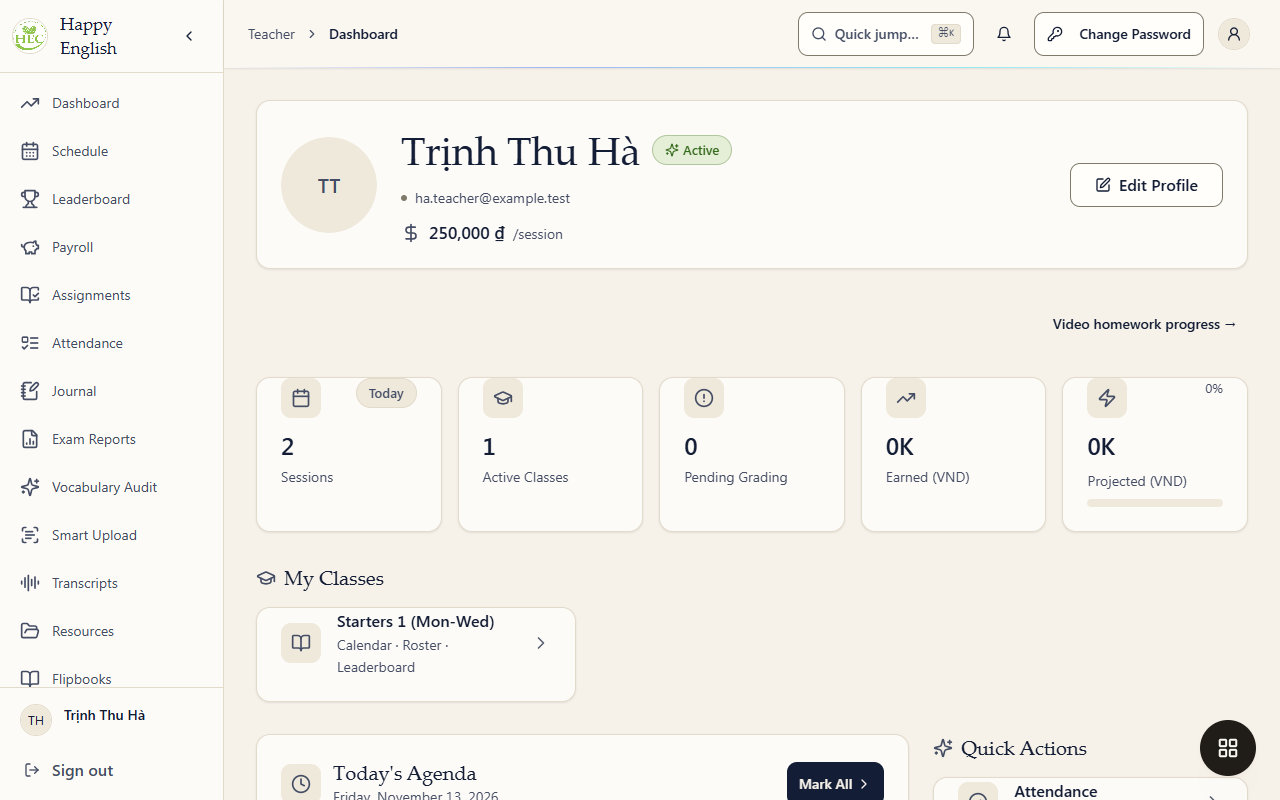 HEC
Happy English
Dashboard
Schedule
Leaderboard
Payroll
Assignments
Attendance
Journal
Exam Reports
Vocabulary Audit
Smart Upload
Transcripts
Resources
Flipbooks
TH
Trịnh Thu Hà
Sign out
Teacher > Dashboard
Quick jump... ⌘K
Change Password
TT
Trịnh Thu Hà
Active
ha.teacher@example.test
$ 250,000 ₫ /session
Edit Profile
Video homework progress →
Today
2
Sessions
1
Active Classes
0
Pending Grading
0K
Earned (VND)
0%
0K
Projected (VND)
My Classes
Starters 1 (Mon-Wed)
Calendar · Roster ·
Leaderboard
Today's Agenda
Friday, November 13, 2026
Mark All
Quick Actions
Attendance